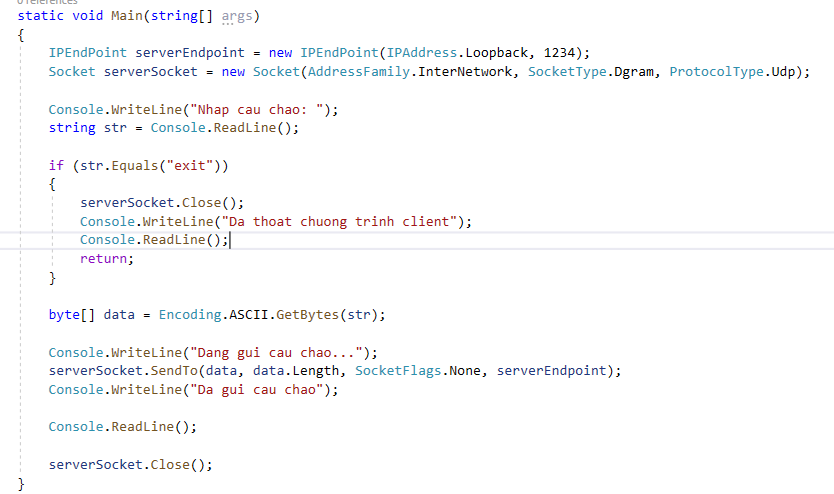 0 references
static void Main(string[] args)
{
IPEndPoint serverEndpoint = new IPEndPoint(IPAddress.Loopback, 1234);
Socket serverSocket = new Socket(AddressFamily.InterNetwork, SocketType.Dgram, ProtocolType.Udp);
Console.WriteLine("Nhap cau chao: ");
string str = Console.ReadLine();
if (str.Equals("exit"))
{
serverSocket.Close();
Console.WriteLine("Da thoat chuong trinh client");
Console.ReadLine();
return;
}
byte[] data = Encoding.ASCII.GetBytes(str);
Console.WriteLine("Dang gui cau chao...");
serverSocket.SendTo(data, data.Length, SocketFlags.None, serverEndpoint);
Console.WriteLine("Da gui cau chao");
Console.ReadLine();
serverSocket.Close();
}